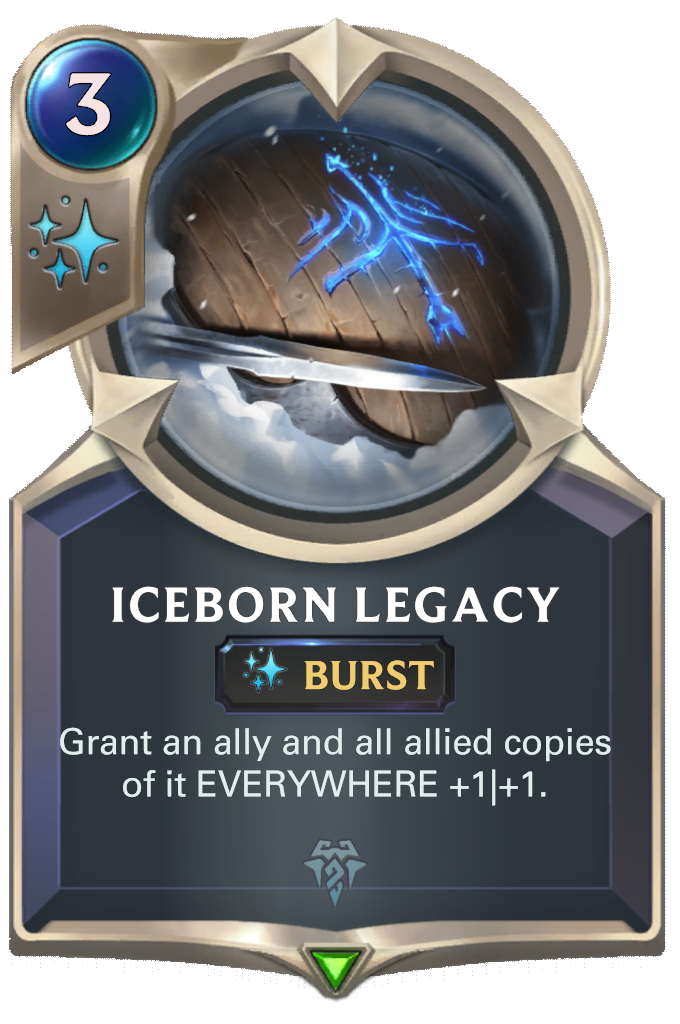 3
ICEBORN LEGACY
BURST
Grant an ally and all allied copies
of it EVERYWHERE +1|+1.